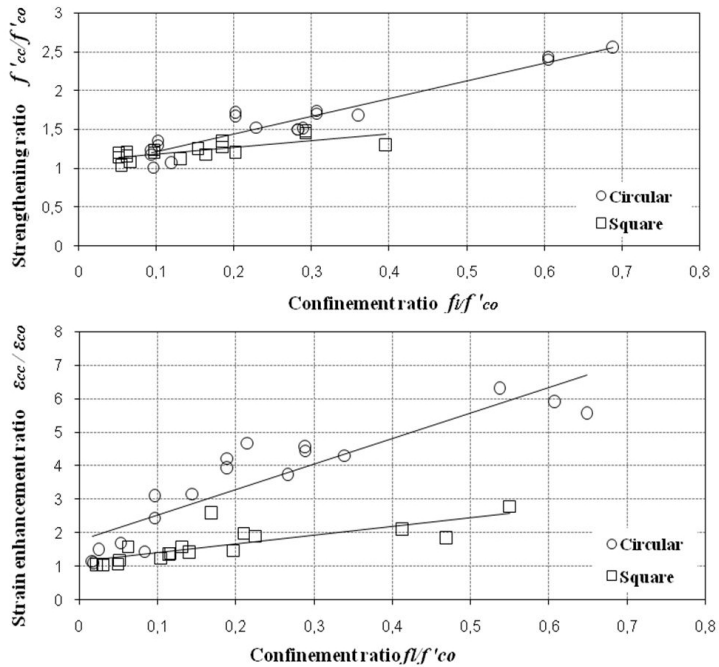 Strengthening ratio f'cc/f'co
3
2,5
2
1,5
1
0,5
0
Circular
Square
0 0,1 0,2 0,3 0,4 0,5 0,6 0,7 0,8
Confinement ratio fl/f'co
Strain enhancement ratio εcc / εco
8
7
6
5
4
3
2
1
0
Circular
Square
0 0,1 0,2 0,3 0,4 0,5 0,6 0,7 0,8
Confinement ratio fl/f'co